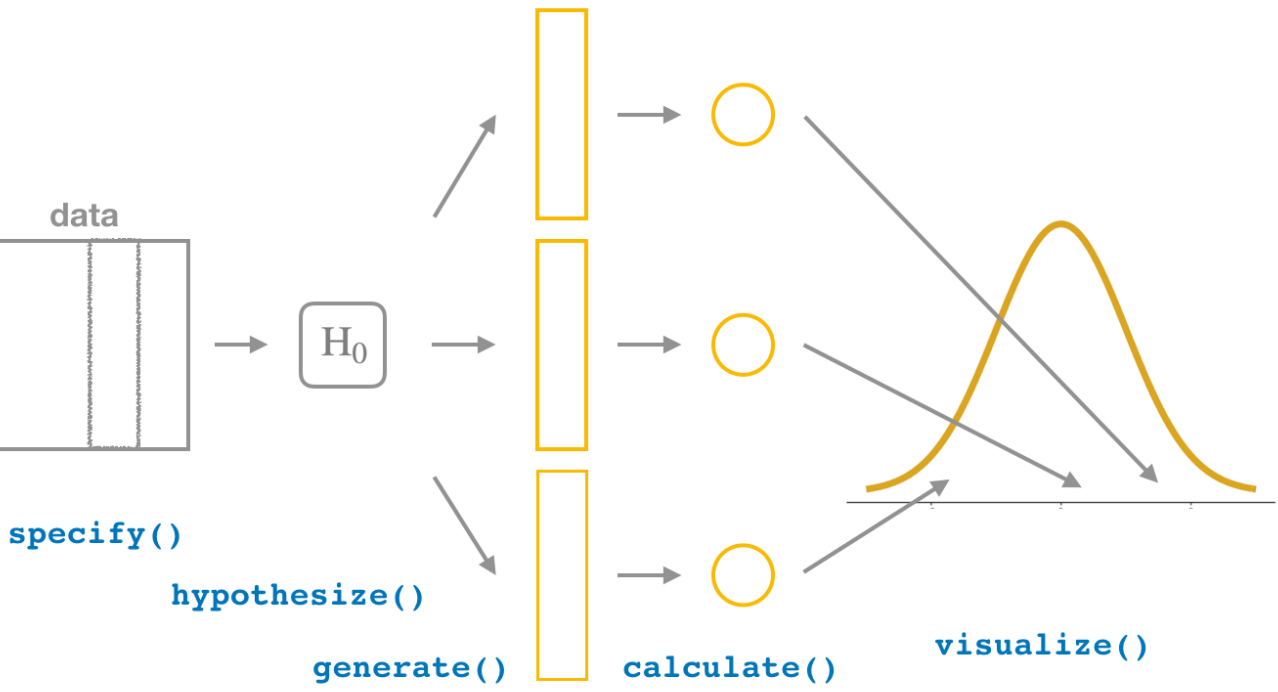 data
H₀
specify()
hypothesize()
generate()
calculate()
visualize()